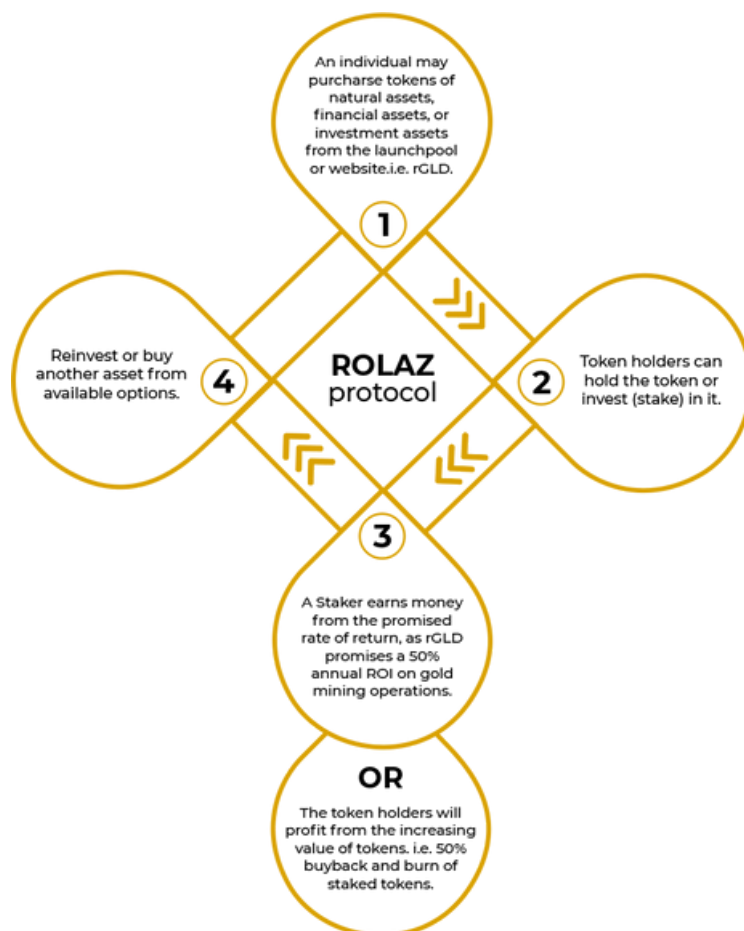 An individual may
purcharse tokens of
natural assets,
financial assets, or
investment assets
from the launchpool
or website.i.e. rGLD.
1
ROLAZ
protocol
2
Token holders can
hold the token or
invest (stake) in it.
3
A Staker earns money
from the promised
rate of return, as rGLD
promises a 50%
annual ROI on gold
mining operations.
OR
The token holders will
profit from the increasing
value of tokens. i.e. 50%
buyback and burn of
staked tokens.
4
Reinvest or buy
another asset from
available options.